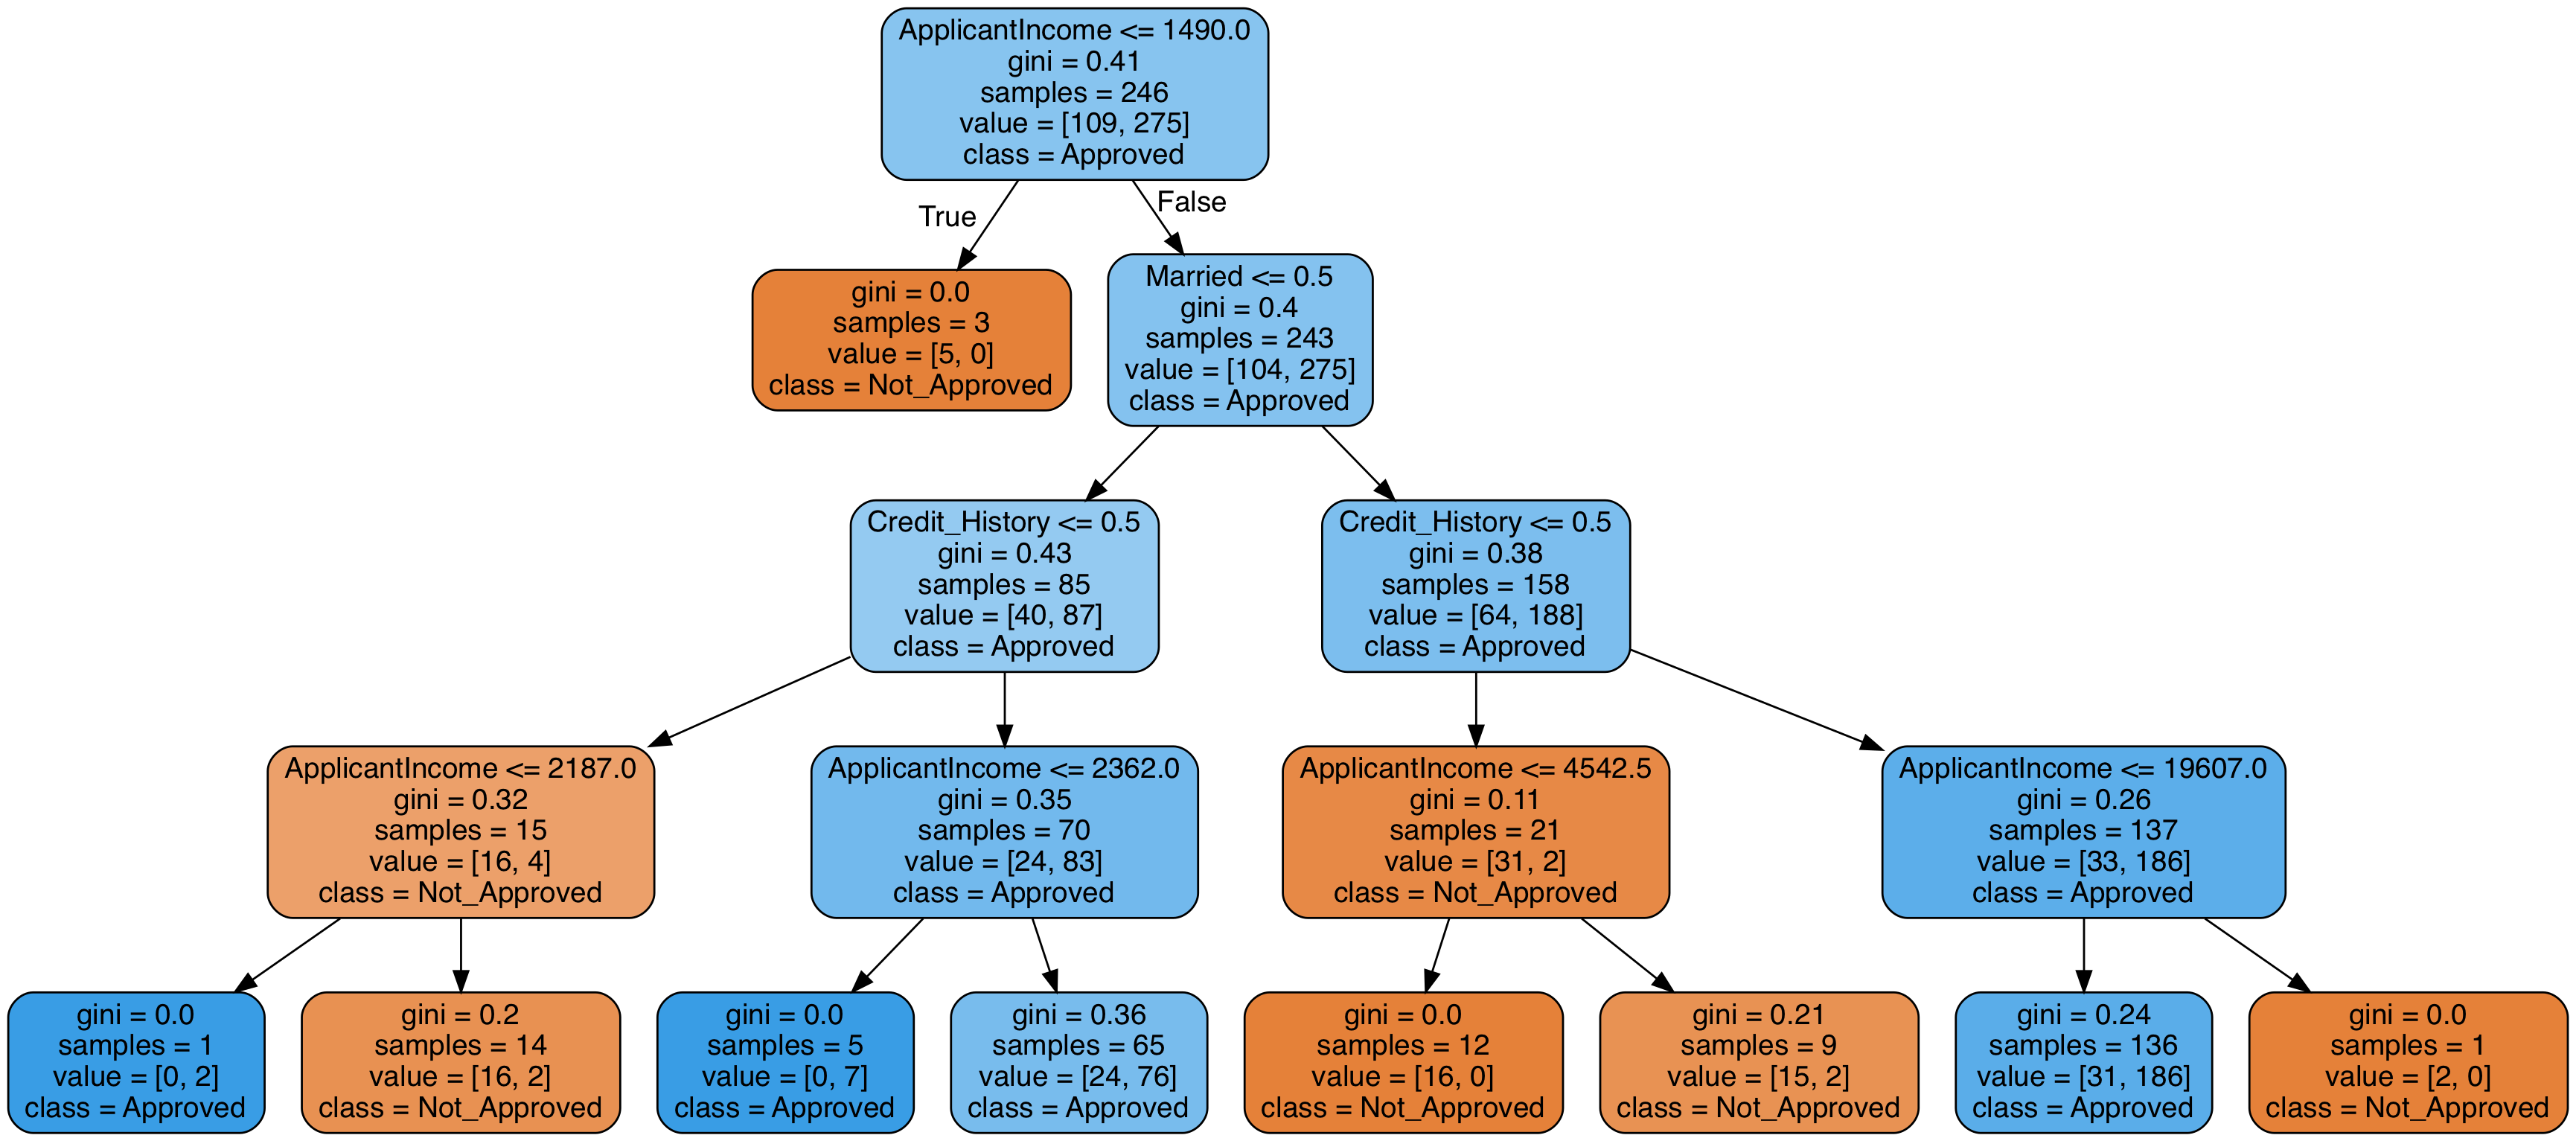 ApplicantIncome <= 1490.0
gini = 0.41
samples = 246
value = [109, 275]
class = Approved
True
False
gini = 0.0
samples = 3
value = [5, 0]
class = Not_Approved
Married <= 0.5
gini = 0.4
samples = 243
value = [104, 275]
class = Approved
Credit_History <= 0.5
gini = 0.43
samples = 85
value = [40, 87]
class = Approved
Credit_History <= 0.5
gini = 0.38
samples = 158
value = [64, 188]
class = Approved
ApplicantIncome <= 2187.0
gini = 0.32
samples = 15
value = [16, 4]
class = Not_Approved
ApplicantIncome <= 2362.0
gini = 0.35
samples = 70
value = [24, 83]
class = Approved
ApplicantIncome <= 4542.5
gini = 0.11
samples = 21
value = [31, 2]
class = Not_Approved
ApplicantIncome <= 19607.0
gini = 0.26
samples = 137
value = [33, 186]
class = Approved
gini = 0.0
samples = 1
value = [0, 2]
class = Approved
gini = 0.2
samples = 14
value = [16, 2]
class = Not_Approved
gini = 0.0
samples = 5
value = [0, 7]
class = Approved
gini = 0.36
samples = 65
value = [24, 76]
class = Approved
gini = 0.0
samples = 12
value = [16, 0]
class = Not_Approved
gini = 0.21
samples = 9
value = [15, 2]
class = Not_Approved
gini = 0.24
samples = 136
value = [31, 186]
class = Approved
gini = 0.0
samples = 1
value = [2, 0]
class = Not_Approved